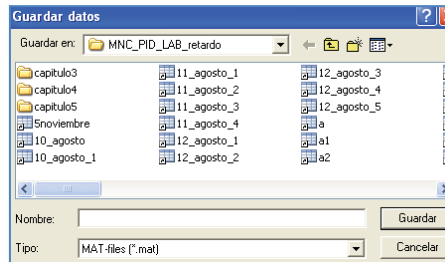 Guardar datos
Guardar en: MNC_PID_LAB_retardo
capitulo3 11_agosto_1 12_agosto_3
capitulo4 11_agosto_2 12_agosto_4
capitulo5 11_agosto_3 12_agosto_5
5noviembre 11_agosto_4 a
10_agosto 12_agosto_1 a1
10_agosto_1 12_agosto_2 a2
Nombre: Guardar
Tipo: MAT-files (*.mat) Cancelar